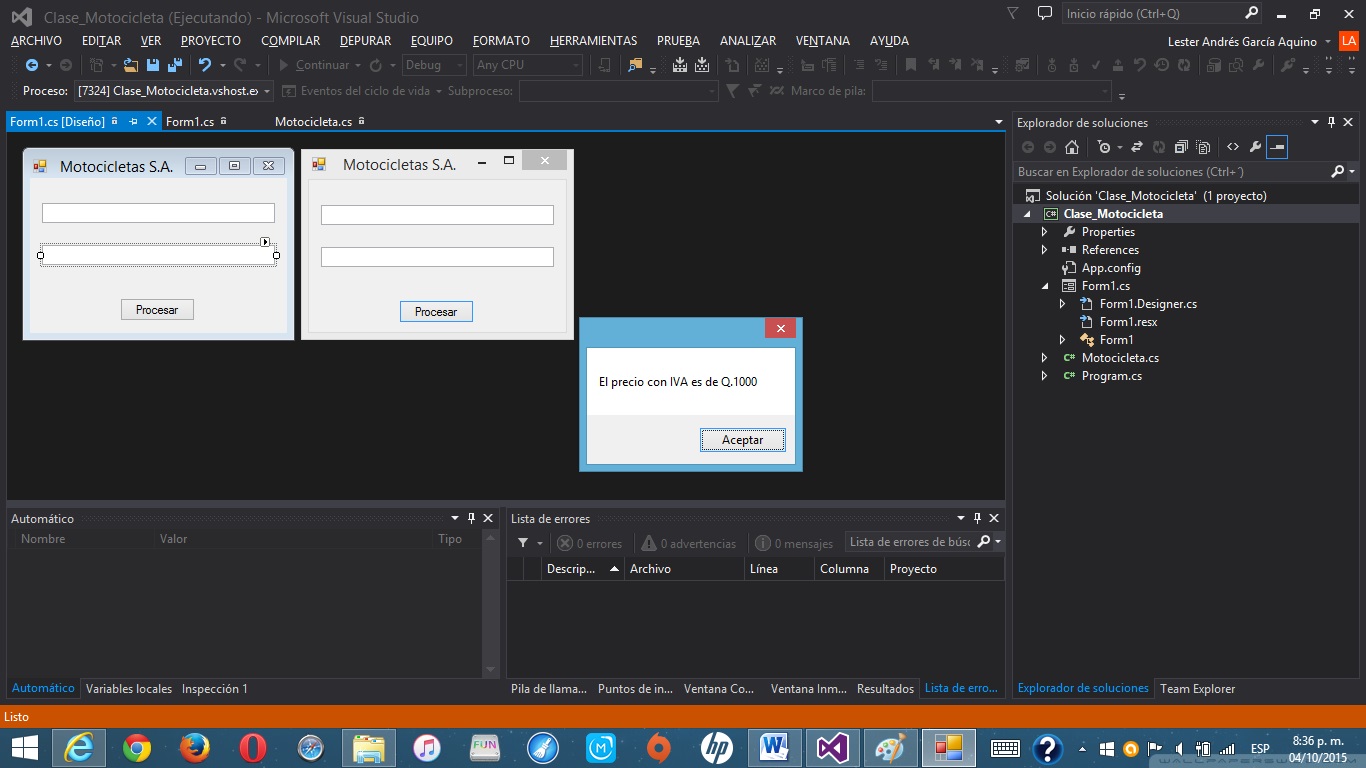 Clase_Motocicleta (Ejecutando) - Microsoft Visual Studio
Inicio rápido (Ctrl+Q)
ARCHIVO EDITAR VER PROYECTO COMPILAR DEPURAR EQUIPO FORMATO HERRAMIENTAS PRUEBA ANALIZAR VENTANA AYUDA
Lester Andrés García Aquino LA
Continuar Debug Any CPU
Proceso: [7324] Clase_Motocicleta.vshost.ex Eventos del ciclo de vida Subproceso: Marco de pila:
Form1.cs [Diseño] Form1.cs Motocicleta.cs
Motocicletas S.A.
Procesar
Motocicletas S.A.
Procesar
El precio con IVA es de Q.1000
Aceptar
Explorador de soluciones
Buscar en Explorador de soluciones (Ctrl+´)
Solución 'Clase_Motocicleta' (1 proyecto)
C# Clase_Motocicleta
Properties
References
App.config
Form1.cs
Form1.Designer.cs
Form1.resx
Form1
C# Motocicleta.cs
C# Program.cs
Automático
Nombre Valor Tipo
Automático Variables locales Inspección 1
Lista de errores
0 errores 0 advertencias 0 mensajes Lista de errores de búsc
Descrip... Archivo Línea Columna Proyecto
Pila de llama... Puntos de in... Ventana Co... Ventana Inm... Resultados Lista de erro...
Explorador de soluciones Team Explorer
Listo
FUN
M
hp
W
?
ESP
8:36 p. m.
04/10/2015